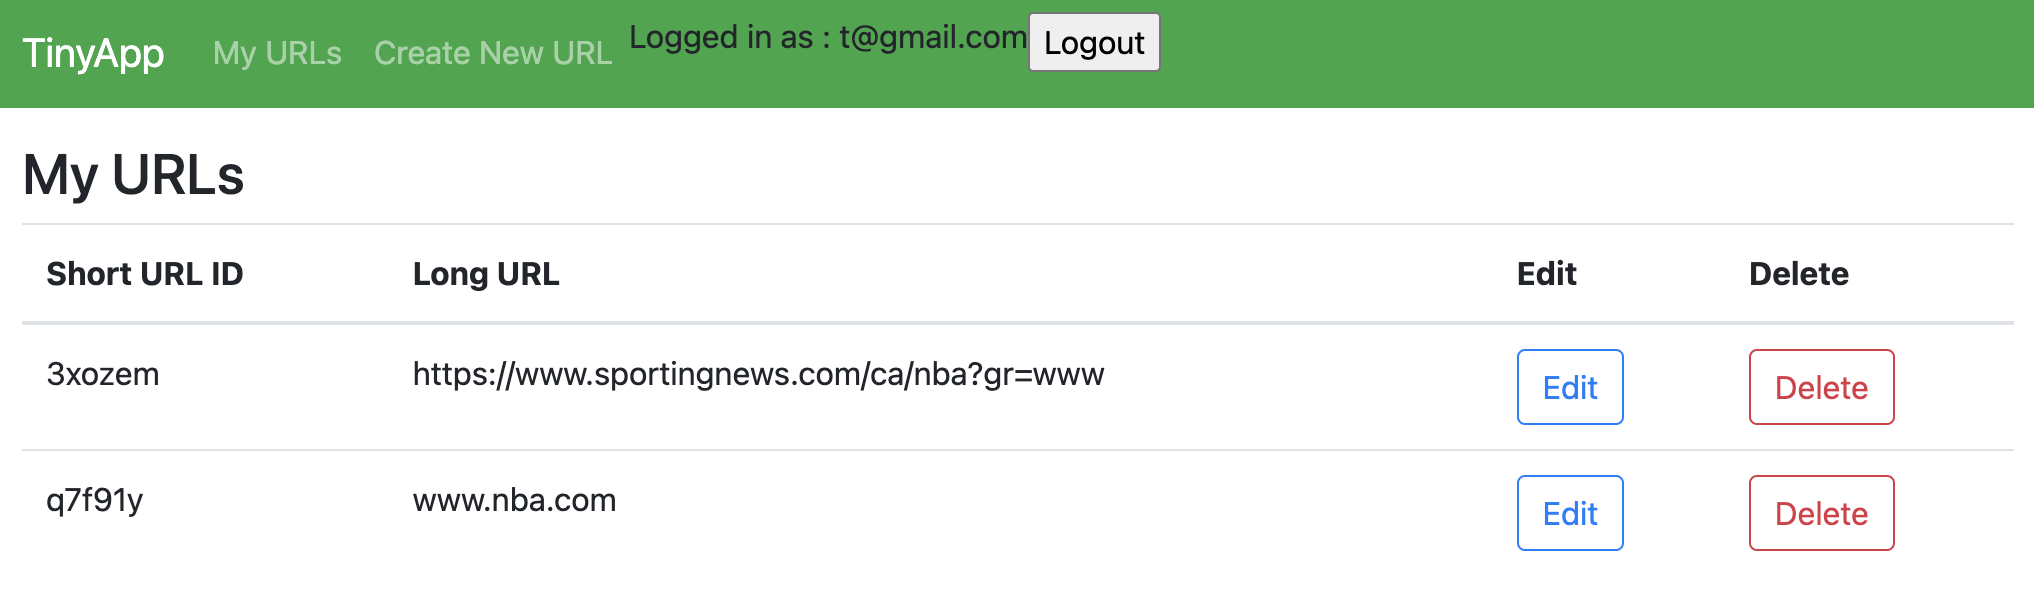 TinyApp My URLs Create New URL Logged in as : t@gmail.com Logout
My URLs
Short URL ID Long URL Edit Delete
3xozem https://www.sportingnews.com/ca/nba?gr=www Edit Delete
q7f91y www.nba.com Edit Delete